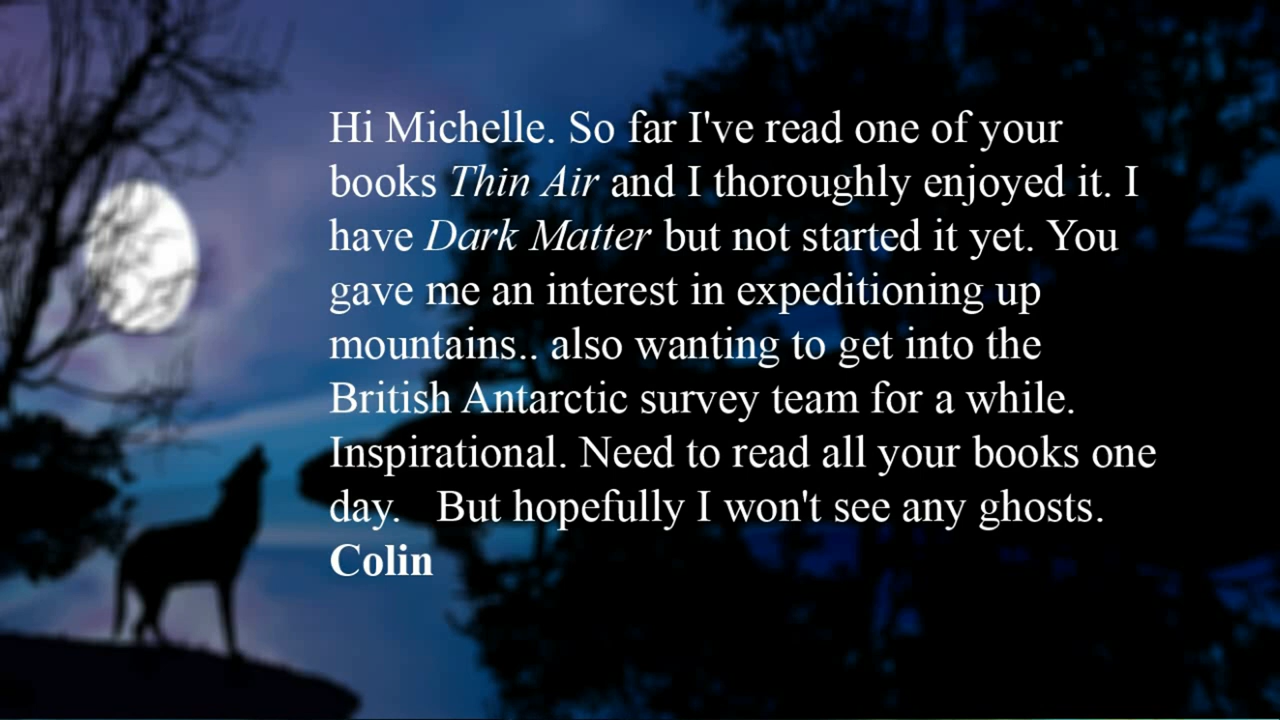 Hi Michelle. So far I've read one of your
books Thin Air and I thoroughly enjoyed it. I
have Dark Matter but not started it yet. You
gave me an interest in expeditioning up
mountains.. also wanting to get into the
British Antarctic survey team for a while.
Inspirational. Need to read all your books one
day.   But hopefully I won't see any ghosts.
Colin